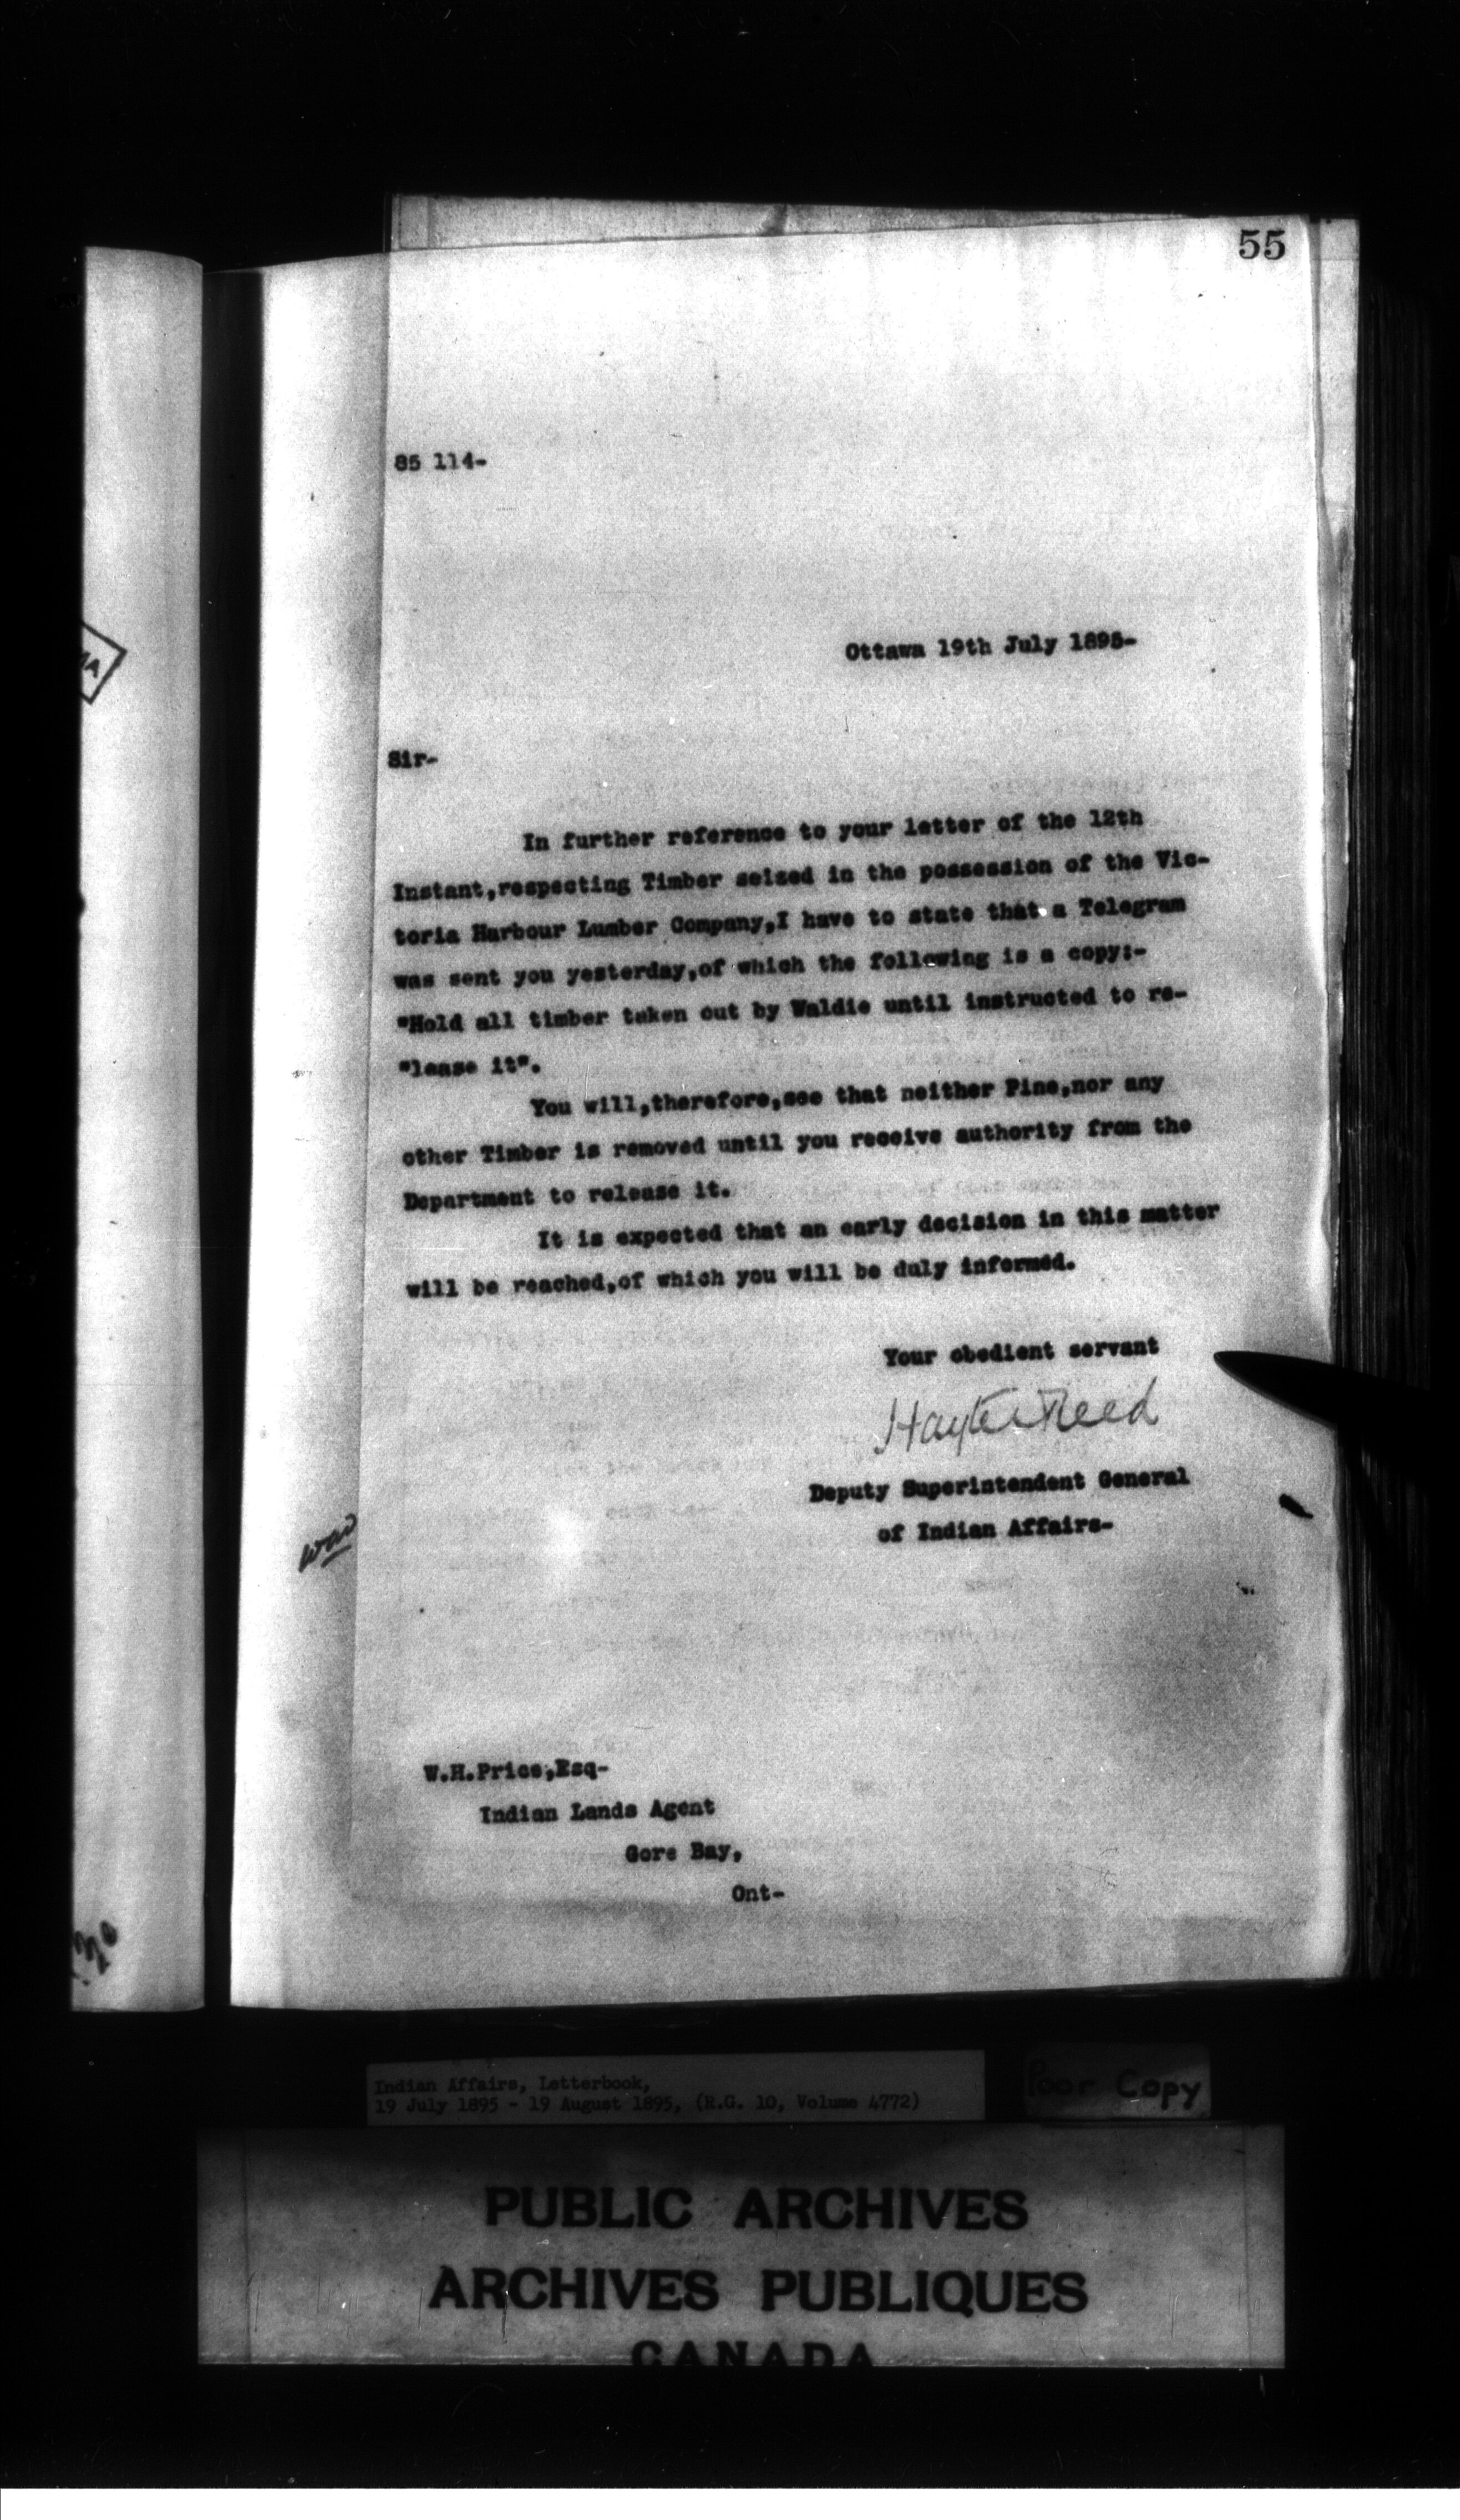 55
85 114-
Ottawa 19th July 1895-
Sir-
In further reference to your letter of the 12th
Instant,respecting Timber seized in the possession of the Vic-
toria Harbour Lumber Company,I have to state that a Telegram
was sent you yesterday,of which the following is a copy:-
"Hold all timber taken out by Waldie until instructed to re-
"lease it".
You will,therefore,see that neither Pine,nor any
other Timber is removed until you receive authority from the
Department to release it.
It is expected that an early decision in this matter
will be reached,of which you will be duly informed.
Your obedient servant
Hayter Reed
Deputy Superintendent General
of Indian Affairs-
W.H.Price,Esq-
Indian Lands Agent
Gore Bay,
Ont-
Indian Affairs, Letterbook,
19 July 1895 - 19 August 1895, (R.G. 10, Volume 4772)
Poor Copy
PUBLIC ARCHIVES
ARCHIVES PUBLIQUES
CANADA